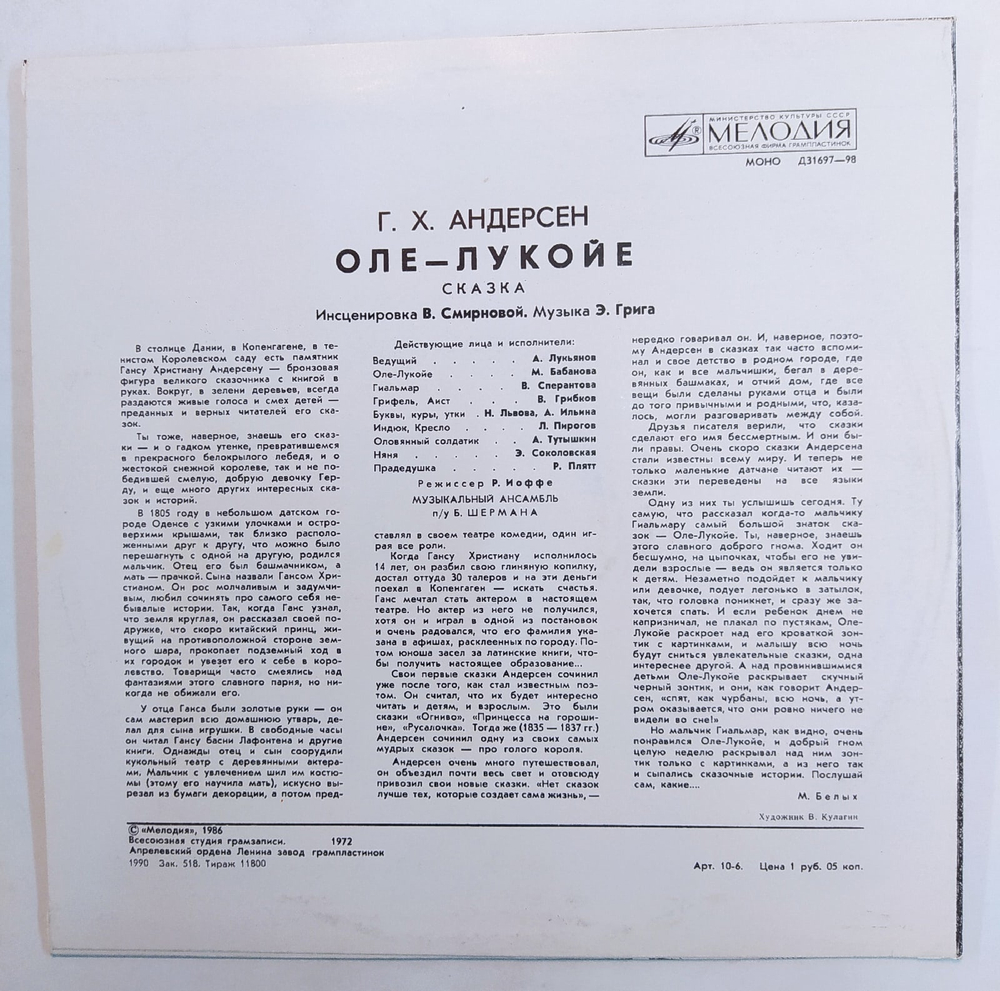 МИНИСТЕРСТВО КУЛЬТУРЫ СССР
МЕЛОДИЯ
ВСЕСОЮЗНАЯ ФИРМА ГРАМПЛАСТИНОК
МОНО Д31697—98
Г. Х. АНДЕРСЕН
ОЛЕ—ЛУКОЙЕ
СКАЗКА
Инсценировка В. Смирновой. Музыка Э. Грига
В столице Дании, в Копенгагене, в те-
нистом Королевском саду есть памятник
Гансу Христиану Андерсену — бронзовая
фигура великого сказочника с книгой в
руках. Вокруг, в зелени деревьев, всегда
раздаются живые голоса и смех детей —
преданных и верных читателей его ска-
зок.
Ты тоже, наверное, знаешь его сказ-
ки — и о гадком утенке, превратившемся
в прекрасного белокрылого лебедя, и о
жестокой снежной королеве, так и не по-
бедившей смелую, добрую девочку Гер-
ду, и еще много других интересных ска-
зок и историй.
В 1805 году в небольшом датском го-
роде Оденсе с узкими улочками и остро-
верхими крышами, так близко располо-
женными друг к другу, что можно было
перешагнуть с одной на другую, родился
мальчик. Отец его был башмачником, а
мать — прачкой. Сына назвали Гансом Хри-
стианом. Он рос молчаливым и задумчи-
вым, любил сочинять про самого себя не-
бывалые истории. Так, когда Ганс узнал,
что земля круглая, он рассказал своей по-
дружке, что скоро китайский принц, жи-
вущий на противоположной стороне зем-
ного шара, прокопает подземный ход в
их городок и увезет его к себе в коро-
левство. Товарищи часто смеялись над
фантазиями этого славного парня, но ни-
когда не обижали его.
У отца Ганса были золотые руки — он
сам мастерил всю домашнюю утварь, де-
лал для сына игрушки. В свободные часы
он читал Гансу басни Лафонтена и другие
книги. Однажды отец и сын соорудили
кукольный театр с деревянными актера-
ми. Мальчик с увлечением шил им костю-
мы (этому его научила мать), искусно вы-
резал из бумаги декорации, а потом пред-
Действующие лица и исполнители:
Ведущий . . . . . А. Лукьянов
Оле-Лукойе . . . . М. Бабанова
Гиальмар . . . . В. Сперантова
Грифель, Аист . . . В. Грибков
Буквы, куры, утки . Н. Львова, А. Ильина
Индюк, Кресло . . . . Л. Пирогов
Оловянный солдатик . . А. Тутышкин
Няня . . . . . Э. Соколовская
Прадедушка . . . . . Р. Плятт
Режиссер Р. Иоффе
МУЗЫКАЛЬНЫЙ АНСАМБЛЬ
п/у Б. ШЕРМАНА
ставлял в своем театре комедии, один иг-
рая все роли.
Когда Гансу Христиану исполнилось
14 лет, он разбил свою глиняную копилку,
достал оттуда 30 талеров и на эти деньги
поехал в Копенгаген — искать счастья.
Ганс мечтал стать актером в настоящем
театре. Но актер из него не получился,
хотя он и играл в одной из постановок
и очень радовался, что его фамилия ука-
зана в афишах, расклеенных по городу. По-
том юноша засел за латинские книги, что-
бы получить настоящее образование...
Свои первые сказки Андерсен сочинил
уже после того, как стал известным поэ-
том. Он считал, что их будет интересно
читать и детям, и взрослым. Это были
сказки «Огниво», «Принцесса на гороши-
не», «Русалочка». Тогда же (1835 — 1837 гг.)
Андерсен сочинил одну из своих самых
мудрых сказок — про голого короля.
Андерсен очень много путешествовал,
он объездил почти весь свет и отовсюду
привозил свои новые сказки. «Нет сказок
лучше тех, которые создает сама жизнь», —
нередко говаривал он. И, наверное, поэто-
му Андерсен в сказках так часто вспоми-
нал и свое детство в родном городе, где
он, как и все мальчишки, бегал в дере-
вянных башмаках, и отчий дом, где все
вещи были сделаны руками отца и были
до того привычными и родными, что, каза-
лось, могли разговаривать между собой.
Друзья писателя верили, что сказки
сделают его имя бессмертным. И они бы-
ли правы. Очень скоро сказки Андерсена
стали известны всему миру. И теперь не
только маленькие датчане читают их —
сказки эти переведены на все языки
земли.
Одну из них ты услышишь сегодня. Ту
самую, что рассказал когда-то мальчику
Гиальмару самый большой знаток ска-
зок — Оле-Лукойе. Ты, наверное, знаешь
этого славного доброго гнома. Ходит он
бесшумно, на цыпочках, чтобы его не уви-
дели взрослые — ведь он является только
к детям. Незаметно подойдет к мальчику
или девочке, подует легонько в затылок,
так, что головка поникнет, и сразу же за-
хочется спать. И если ребенок днем не
капризничал, не плакал по пустякам, Оле-
Лукойе раскроет над его кроваткой зон-
тик с картинками, и малышу всю ночь
будут сниться увлекательные сказки, одна
интереснее другой. А над провинившимися
детьми Оле-Лукойе раскрывает скучный
черный зонтик, и они, как говорит Андер-
сен, «спят, как чурбаны, всю ночь, а ут-
ром оказывается, что они ровно ничего не
видели во сне!»
Но мальчик Гиальмар, как видно, очень
понравился Оле-Лукойе, и добрый гном
целую неделю раскрывал над ним зон-
тик только с картинками, а из него так
и сыпались сказочные истории. Послушай
сам, какие....
М. Белых
Художник В. Кулагин
© «Мелодия», 1986
Всесоюзная студия грамзаписи. 1972
Апрелевский ордена Ленина завод грампластинок
1990 Зак. 518. Тираж 11800
Арт. 10-6. Цена 1 руб. 05 коп.